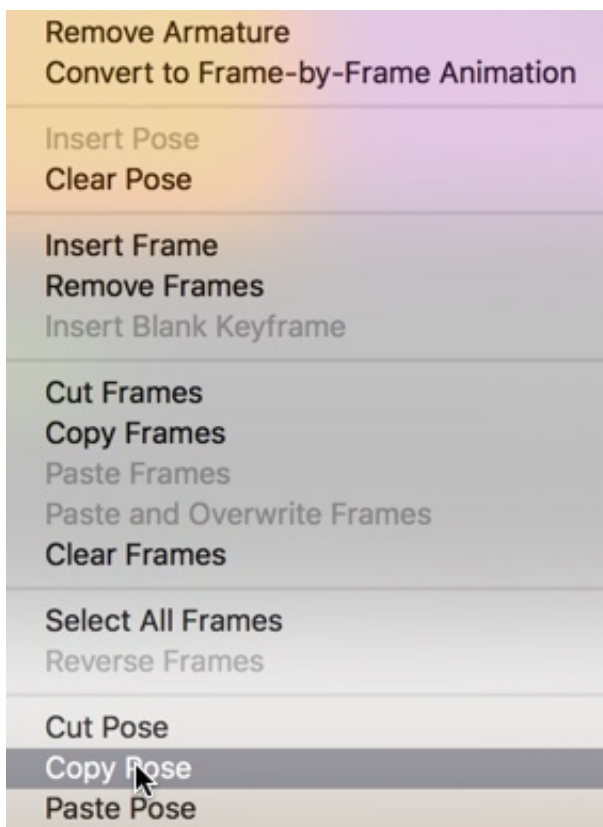 Remove Armature
Convert to Frame-by-Frame Animation
Insert Pose
Clear Pose
Insert Frame
Remove Frames
Insert Blank Keyframe
Cut Frames
Copy Frames
Paste Frames
Paste and Overwrite Frames
Clear Frames
Select All Frames
Reverse Frames
Cut Pose
Copy Pose
Paste Pose